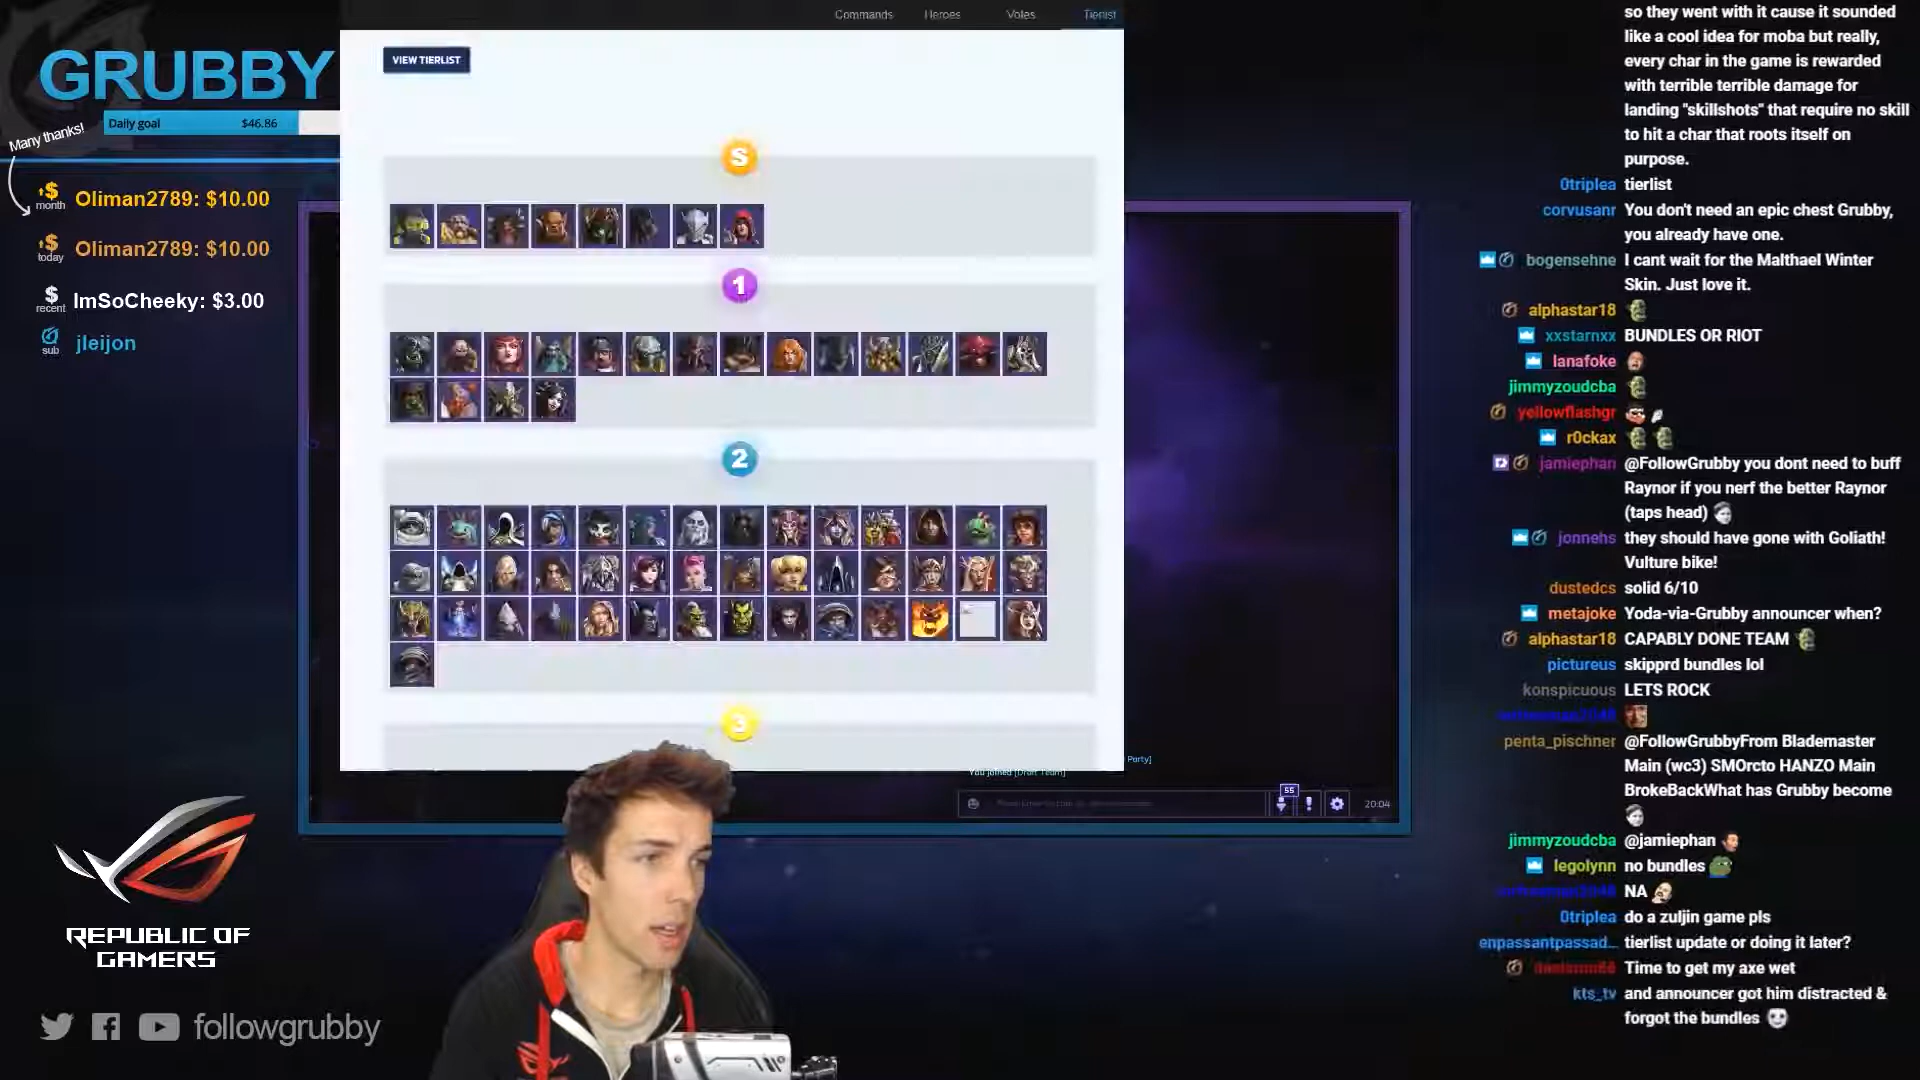 GRUBBY
Daily goal $46.86
Many thanks!
$ month Oliman2789: $10.00
$ today Oliman2789: $10.00
$ recent ImSoCheeky: $3.00
sub jleijon
REPUBLIC OF
GAMERS
followgrubby
Commands Heroes Votes Tierlist
VIEW TIERLIST
S
1
2
3
Party]
You joined [Draft Team]
55
20:04
so they went with it cause it sounded
like a cool idea for moba but really,
every char in the game is rewarded
with terrible terrible damage for
landing "skillshots" that require no skill
to hit a char that roots itself on
purpose.
0triplea tierlist
corvusanr You don't need an epic chest Grubby,
you already have one.
bogensehne I cant wait for the Malthael Winter
Skin. Just love it.
alphastar18
xxstarnxx BUNDLES OR RIOT
lanafoke
jimmyzoudcba
yellowflashgr
r0ckax
jamiephan @FollowGrubby you dont need to buff
Raynor if you nerf the better Raynor
(taps head)
jonnehs they should have gone with Goliath!
Vulture bike!
dustedcs solid 6/10
metajoke Yoda-via-Grubby announcer when?
alphastar18 CAPABLY DONE TEAM
pictureus skipprd bundles lol
konspicuous LETS ROCK
penta_pischner @FollowGrubbyFrom Blademaster
Main (wc3) SMOrcto HANZO Main
BrokeBackWhat has Grubby become
jimmyzoudcba @jamiephan
legolynn no bundles
NA
0triplea do a zuljin game pls
enpassantpassad... tierlist update or doing it later?
Time to get my axe wet
kts_tv and announcer got him distracted &
forgot the bundles